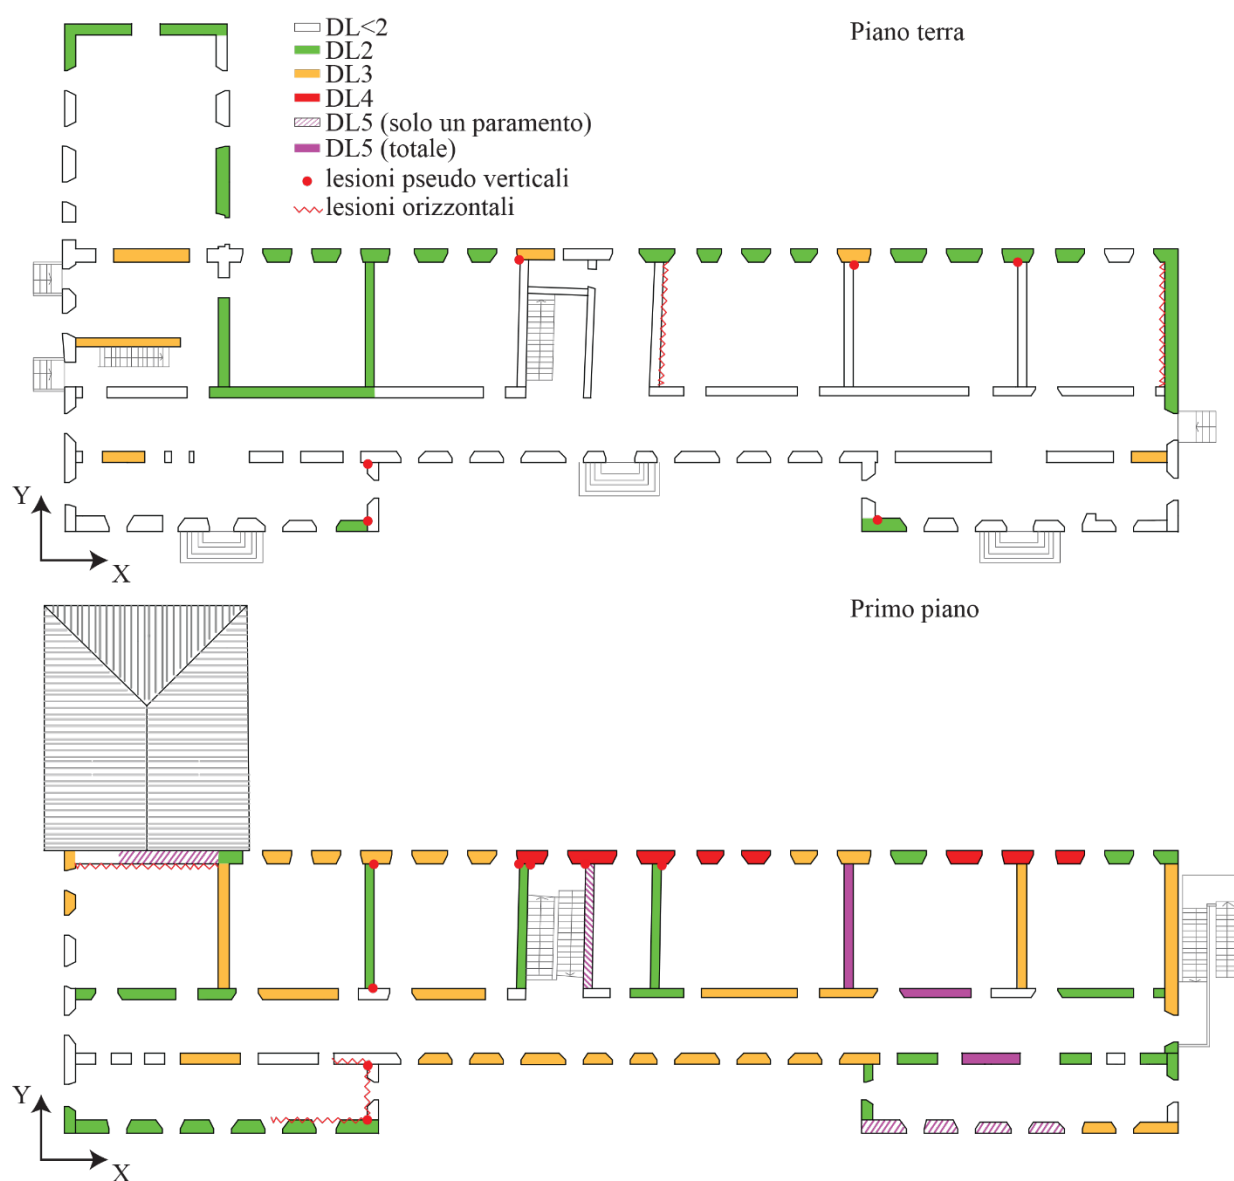 Piano terra
DL<2
DL2
DL3
DL4
DL5 (solo un paramento)
DL5 (totale)
lesioni pseudo verticali
lesioni orizzontali
Y
X
Primo piano
Y
X